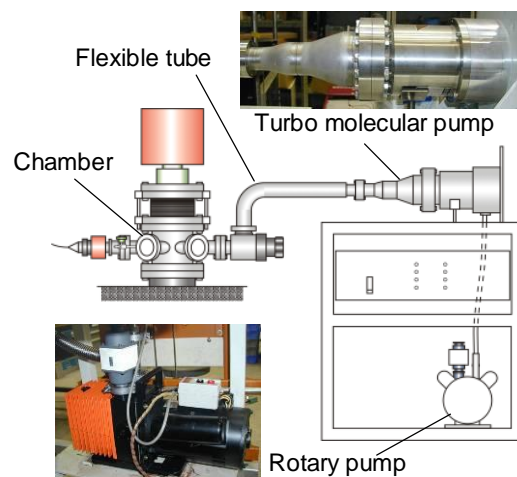 Flexible tube
Turbo molecular pump
Chamber
Rotary pump